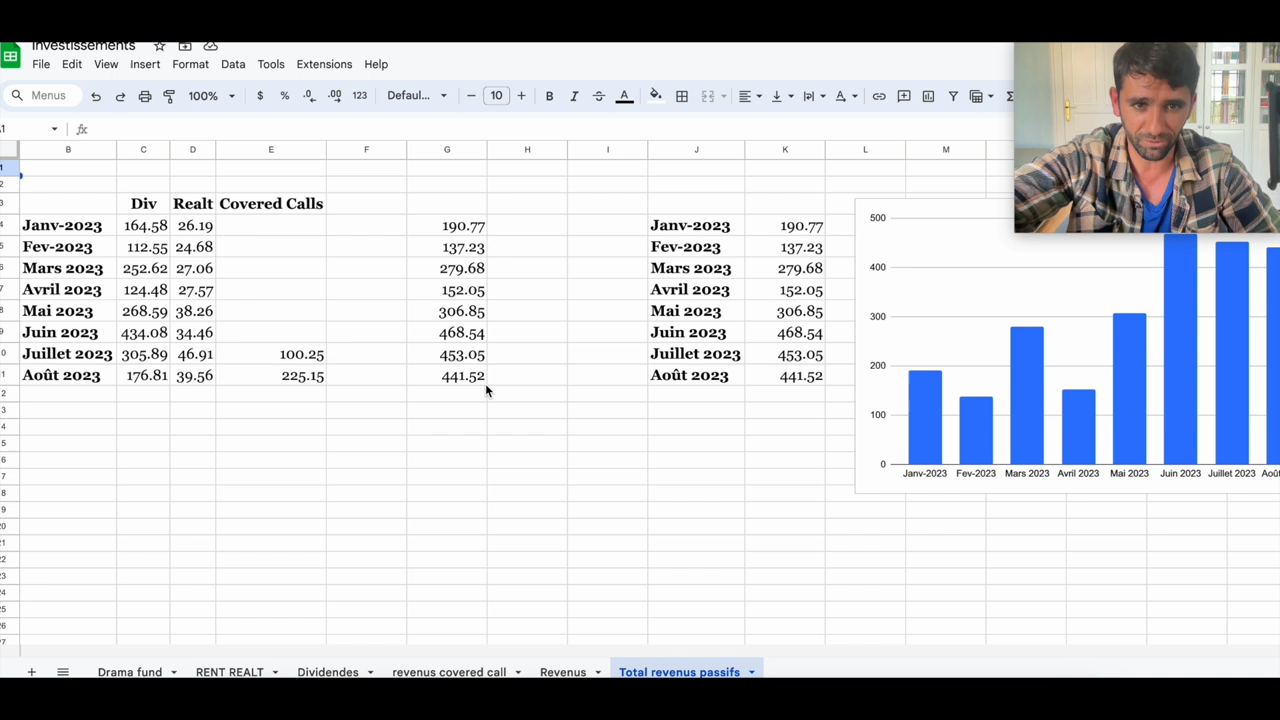 Investissements
File Edit View Insert Format Data Tools Extensions Help
Menus 100% $ % .0 .00 123 Defaul... 10 B I A Σ
A1 fx
B C D E F G H I J K L M
Div Realt Covered Calls
Janv-2023 164.58 26.19 190.77 Janv-2023 190.77
Fev-2023 112.55 24.68 137.23 Fev-2023 137.23
Mars 2023 252.62 27.06 279.68 Mars 2023 279.68
Avril 2023 124.48 27.57 152.05 Avril 2023 152.05
Mai 2023 268.59 38.26 306.85 Mai 2023 306.85
Juin 2023 434.08 34.46 468.54 Juin 2023 468.54
Juillet 2023 305.89 46.91 100.25 453.05 Juillet 2023 453.05
Août 2023 176.81 39.56 225.15 441.52 Août 2023 441.52
500
400
300
200
100
0
Janv-2023 Fev-2023 Mars 2023 Avril 2023 Mai 2023 Juin 2023 Juillet 2023 Août
Drama fund RENT REALT Dividendes revenus covered call Revenus Total revenus passifs